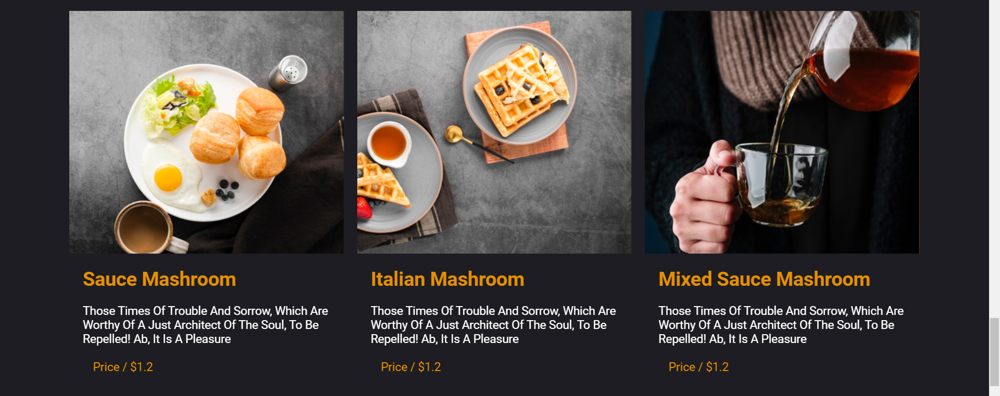 Sauce Mashroom
Those Times Of Trouble And Sorrow, Which Are
Worthy Of A Just Architect Of The Soul, To Be
Repelled! Ab, It Is A Pleasure
Price / $1.2
Italian Mashroom
Those Times Of Trouble And Sorrow, Which Are
Worthy Of A Just Architect Of The Soul, To Be
Repelled! Ab, It Is A Pleasure
Price / $1.2
Mixed Sauce Mashroom
Those Times Of Trouble And Sorrow, Which Are
Worthy Of A Just Architect Of The Soul, To Be
Repelled! Ab, It Is A Pleasure
Price / $1.2